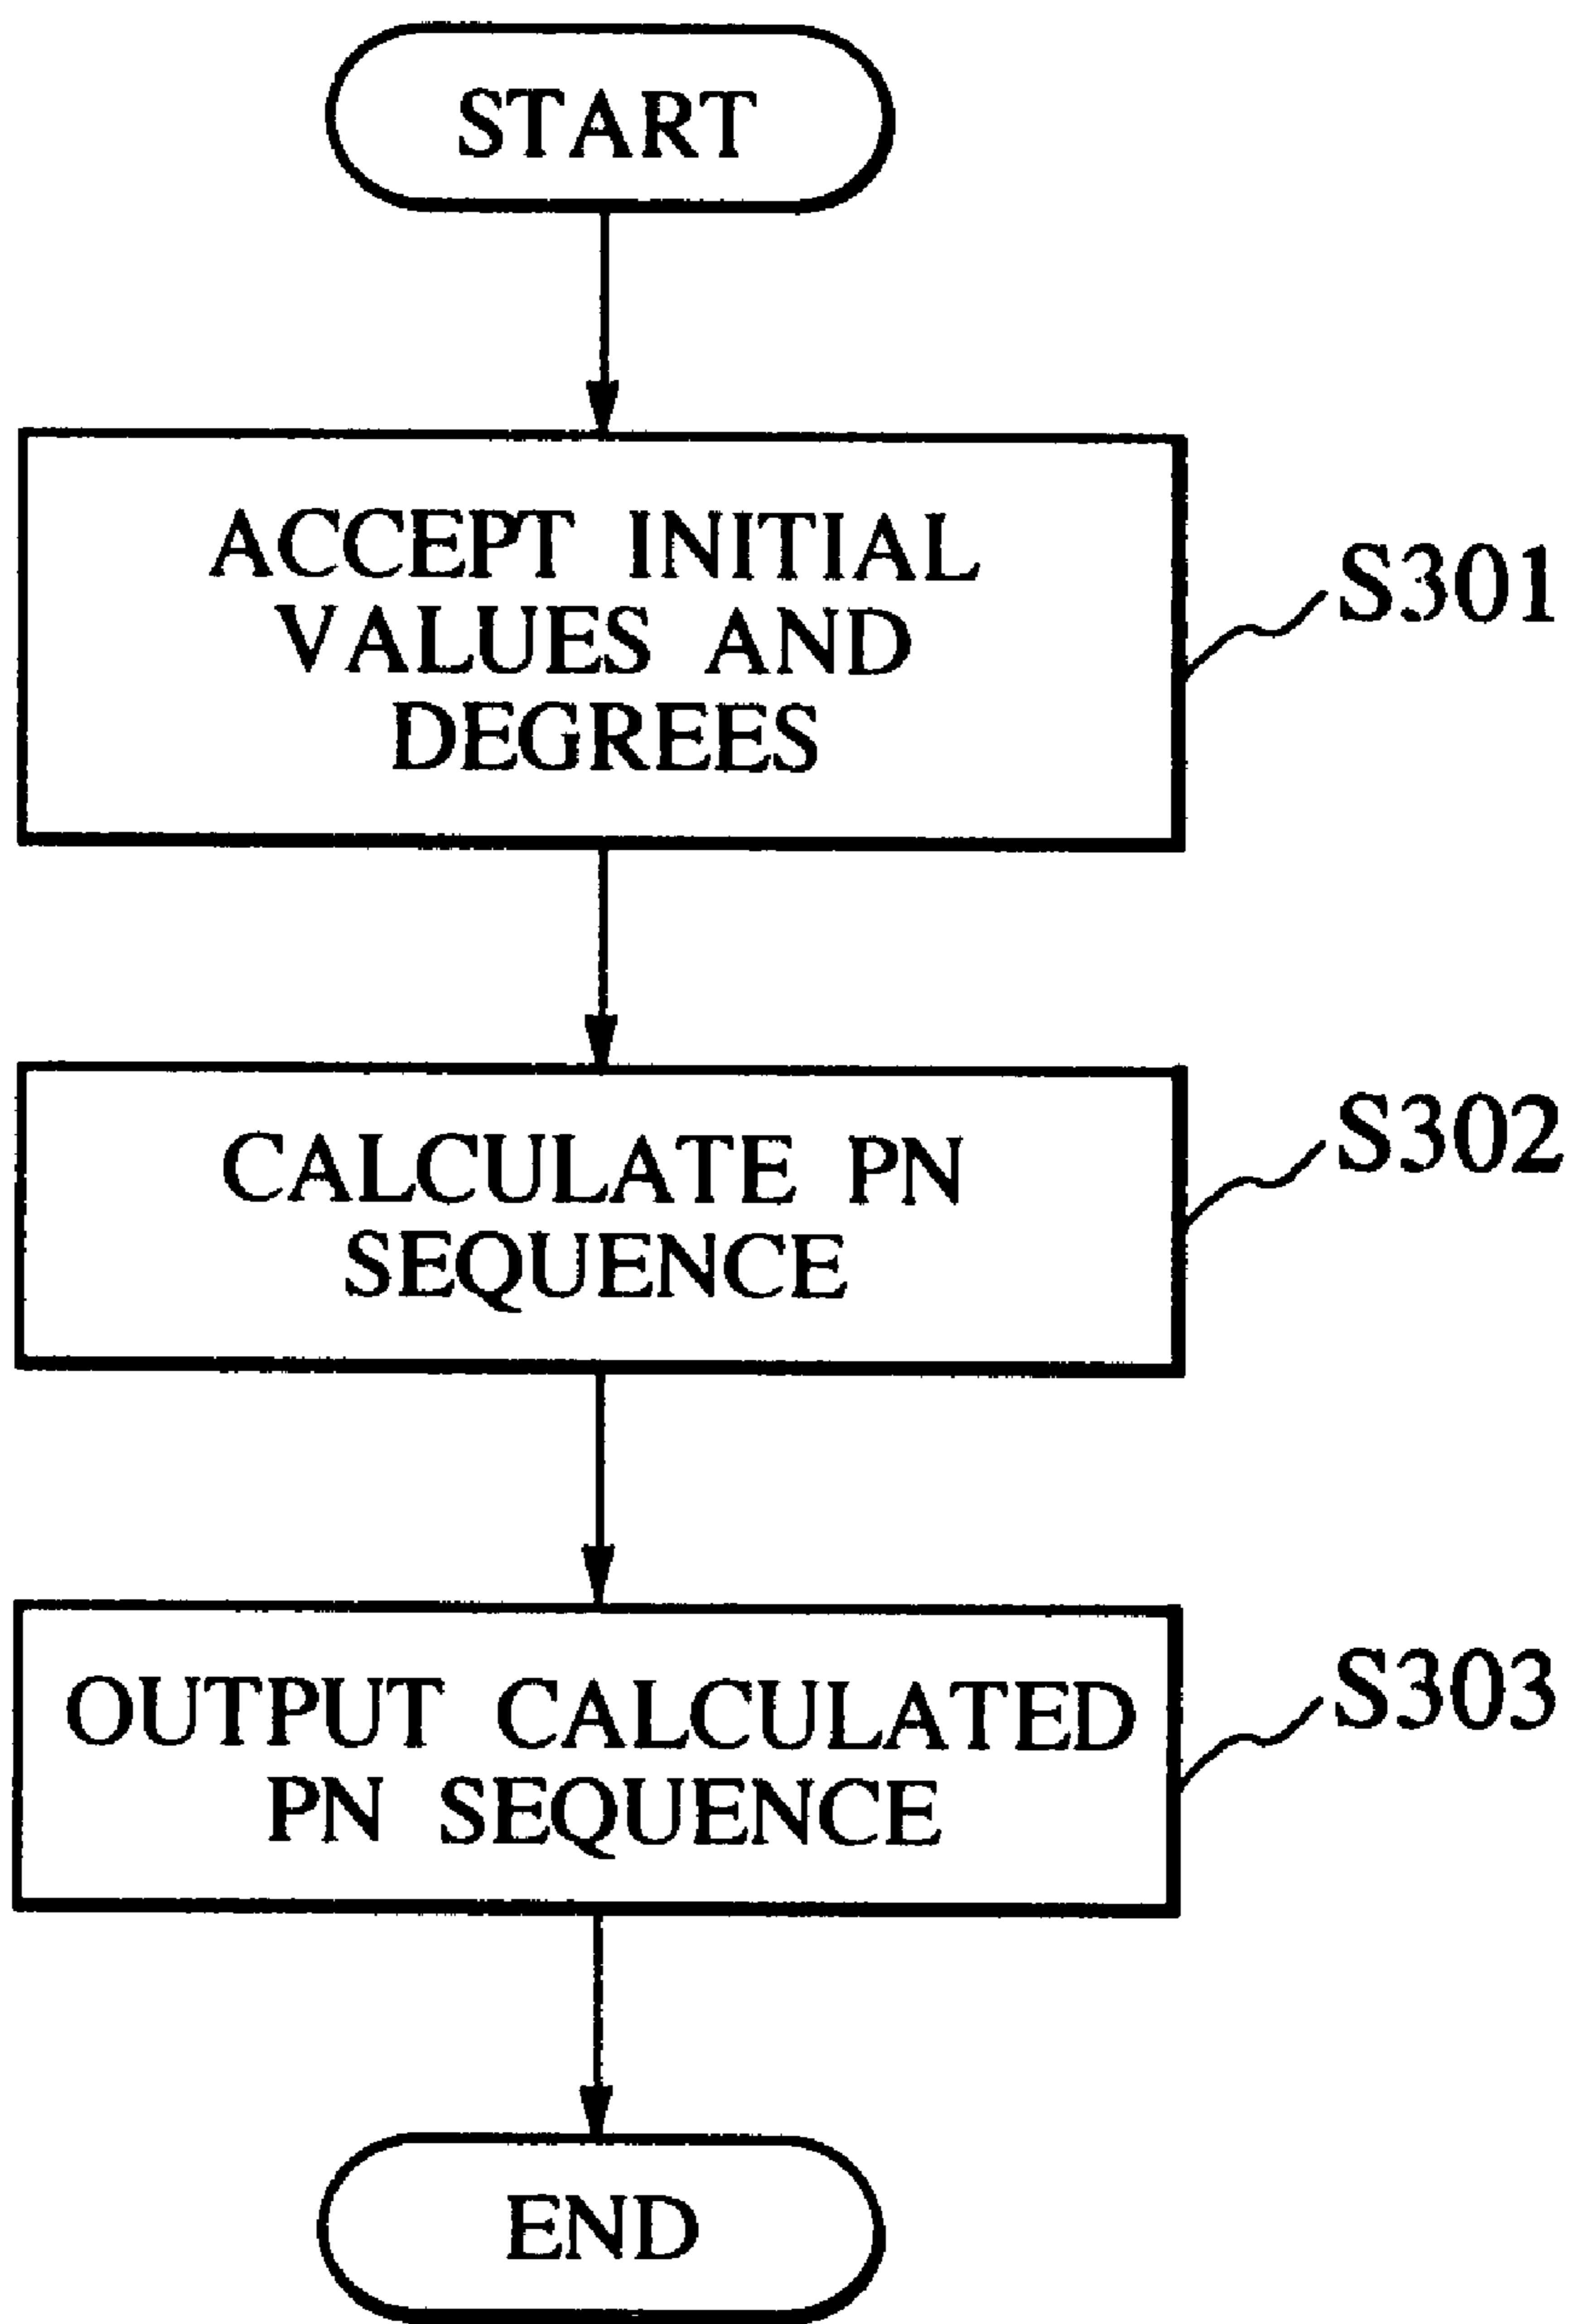 START
ACCEPT INITIAL
VALUES AND
DEGREES
S301
CALCULATE PN
SEQUENCE
S302
OUTPUT CALCULATED
PN SEQUENCE
S303
END